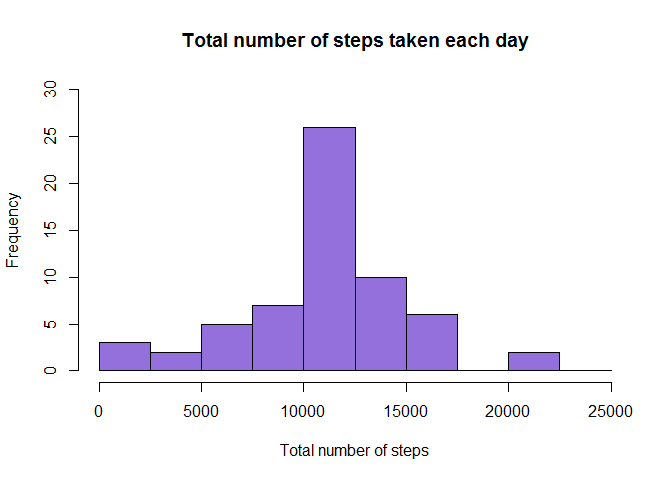 Total number of steps taken each day
Frequency
30
25
20
15
10
5
0
0 5000 10000 15000 20000 25000
Total number of steps